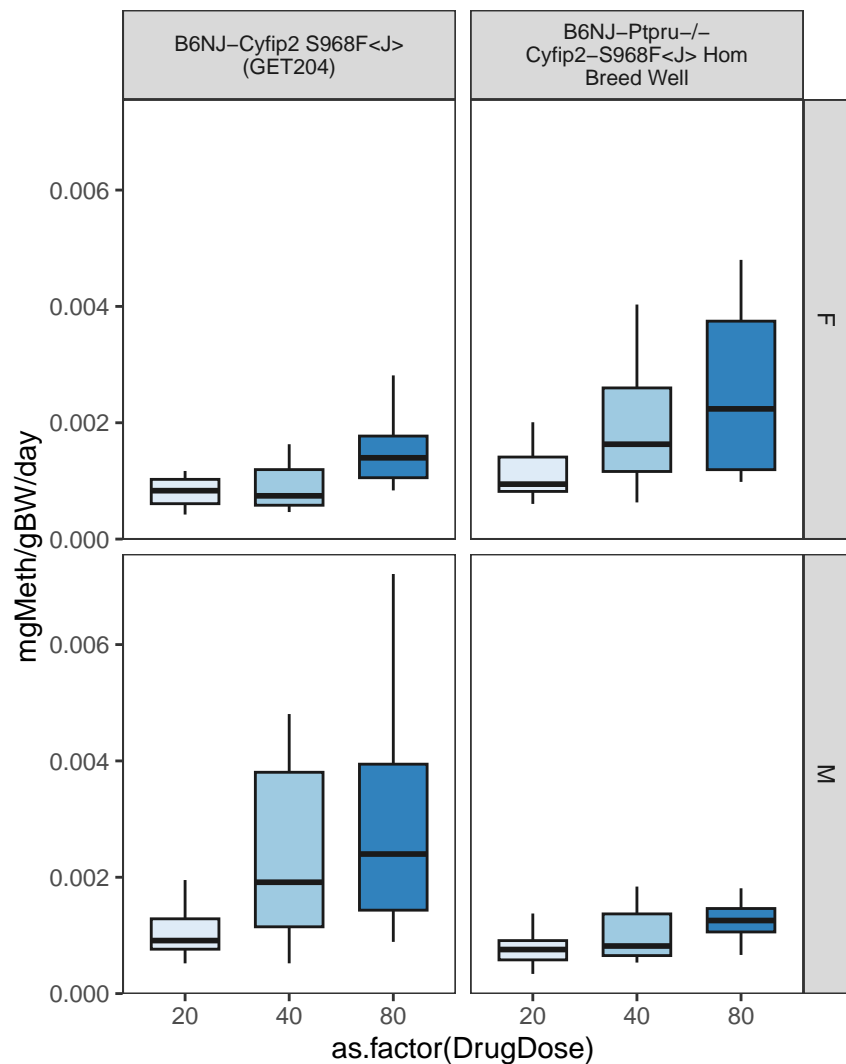 B6NJ−Cyfip2 S968F<J>
(GET204)
B6NJ−Ptpru−/−
Cyfip2−S968F<J> Hom
Breed Well
0.006
0.004
0.002
0.000
F
mgMeth/gBW/day
0.006
0.004
0.002
0.000
M
20 40 80 20 40 80
as.factor(DrugDose)